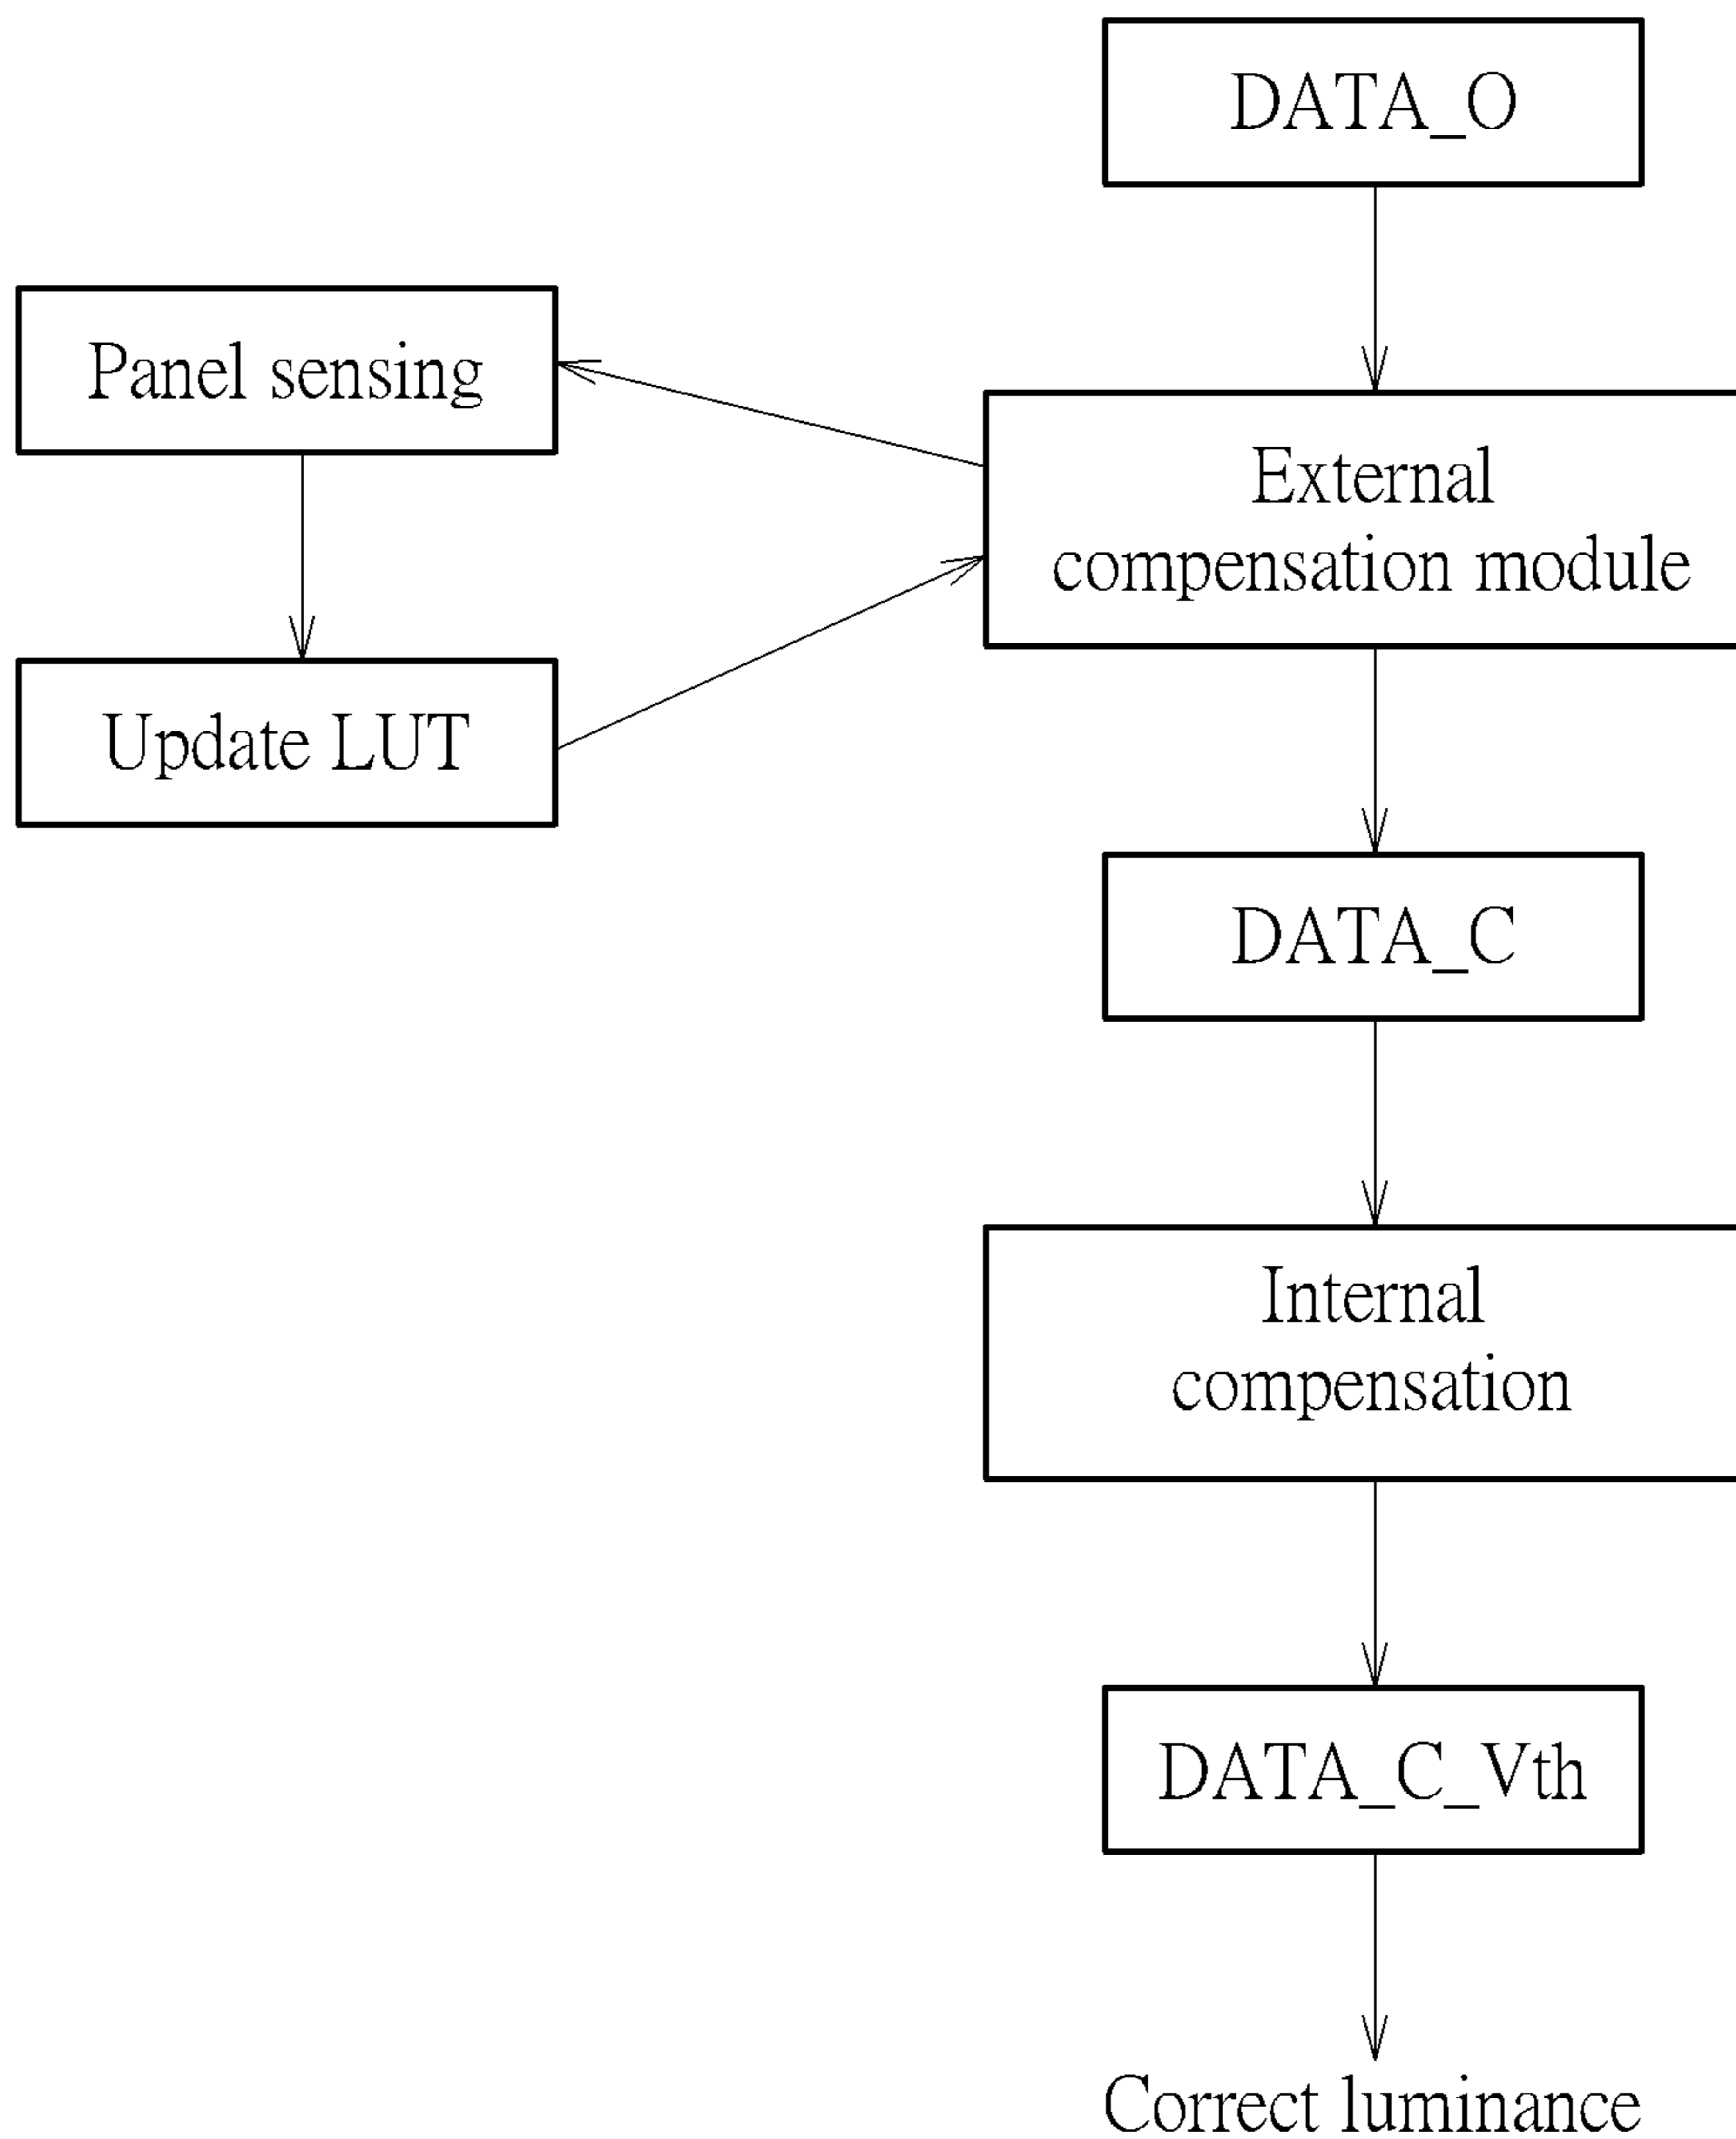 DATA_O
Panel sensing
External
compensation module
Update LUT
DATA_C
Internal
compensation
DATA_C_Vth
Correct luminance